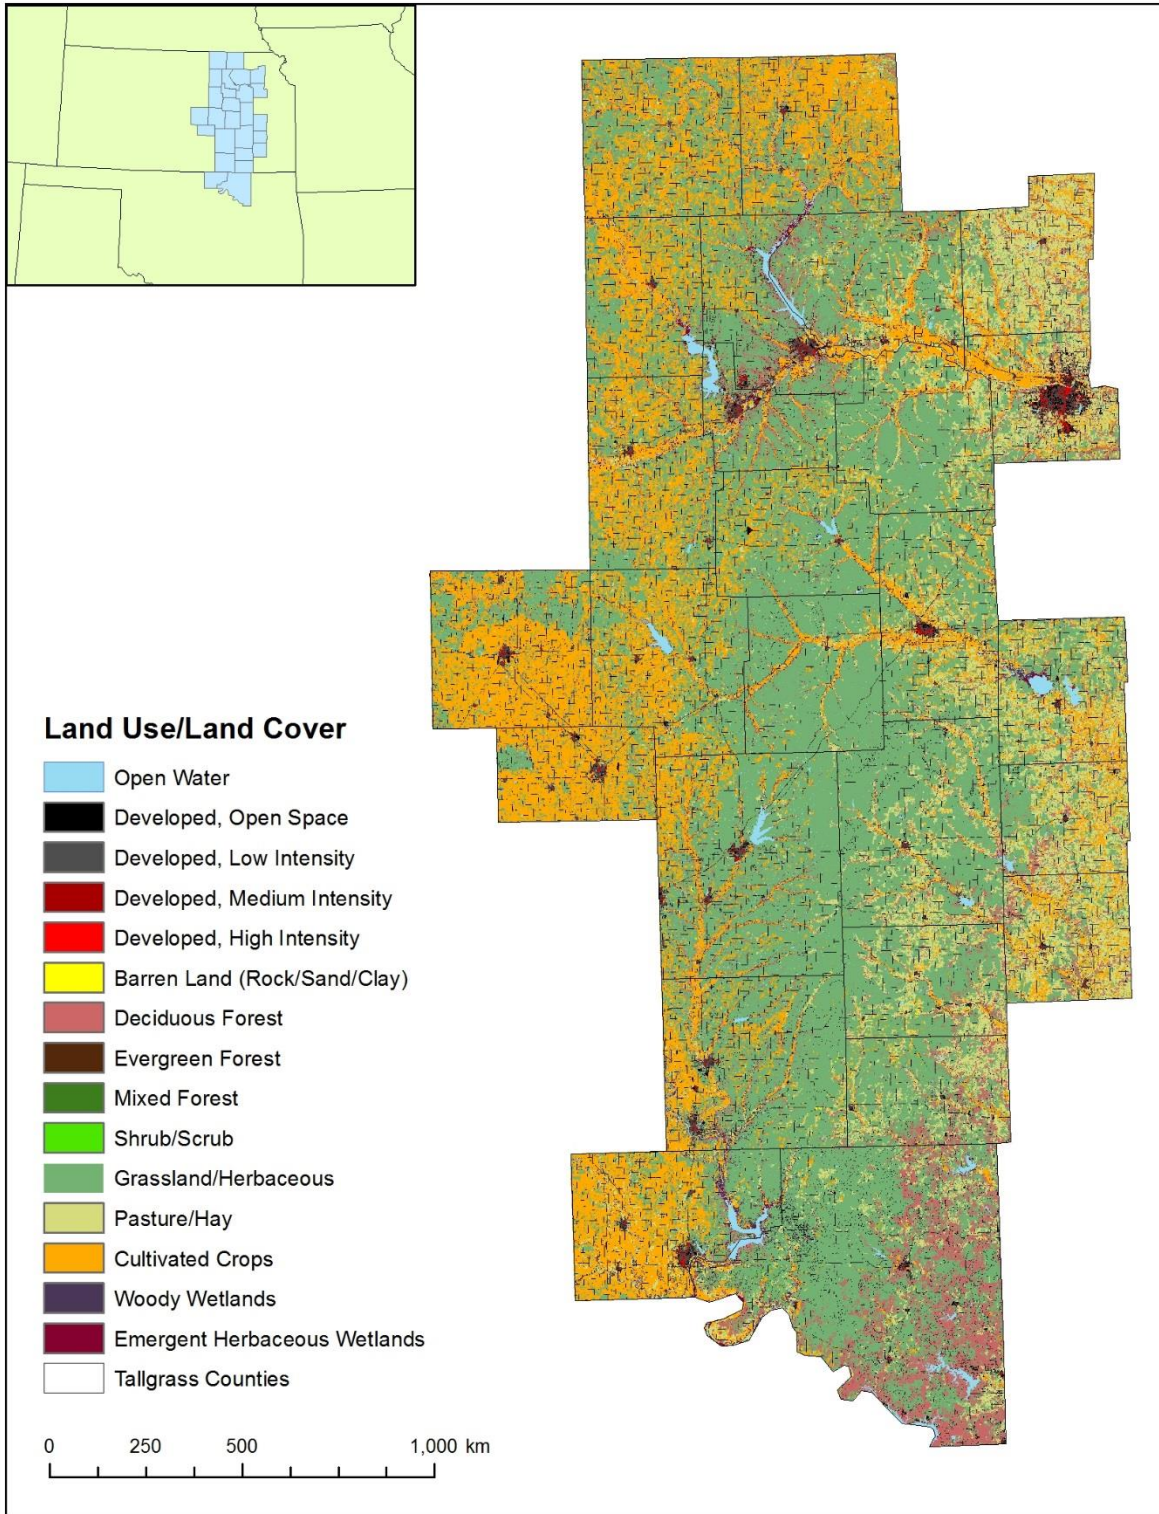 Land Use/Land Cover
Open Water
Developed, Open Space
Developed, Low Intensity
Developed, Medium Intensity
Developed, High Intensity
Barren Land (Rock/Sand/Clay)
Deciduous Forest
Evergreen Forest
Mixed Forest
Shrub/Scrub
Grassland/Herbaceous
Pasture/Hay
Cultivated Crops
Woody Wetlands
Emergent Herbaceous Wetlands
Tallgrass Counties
0 250 500 1,000 km